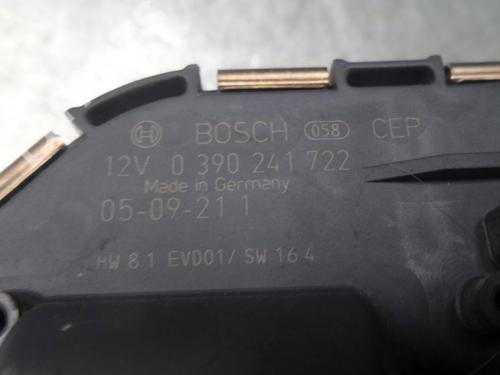 BOSCH 058 CEP
12V 0 390 241 722
Made in Germany
05-09-21 1
HW 8.1 EVD01/ SW 16 4